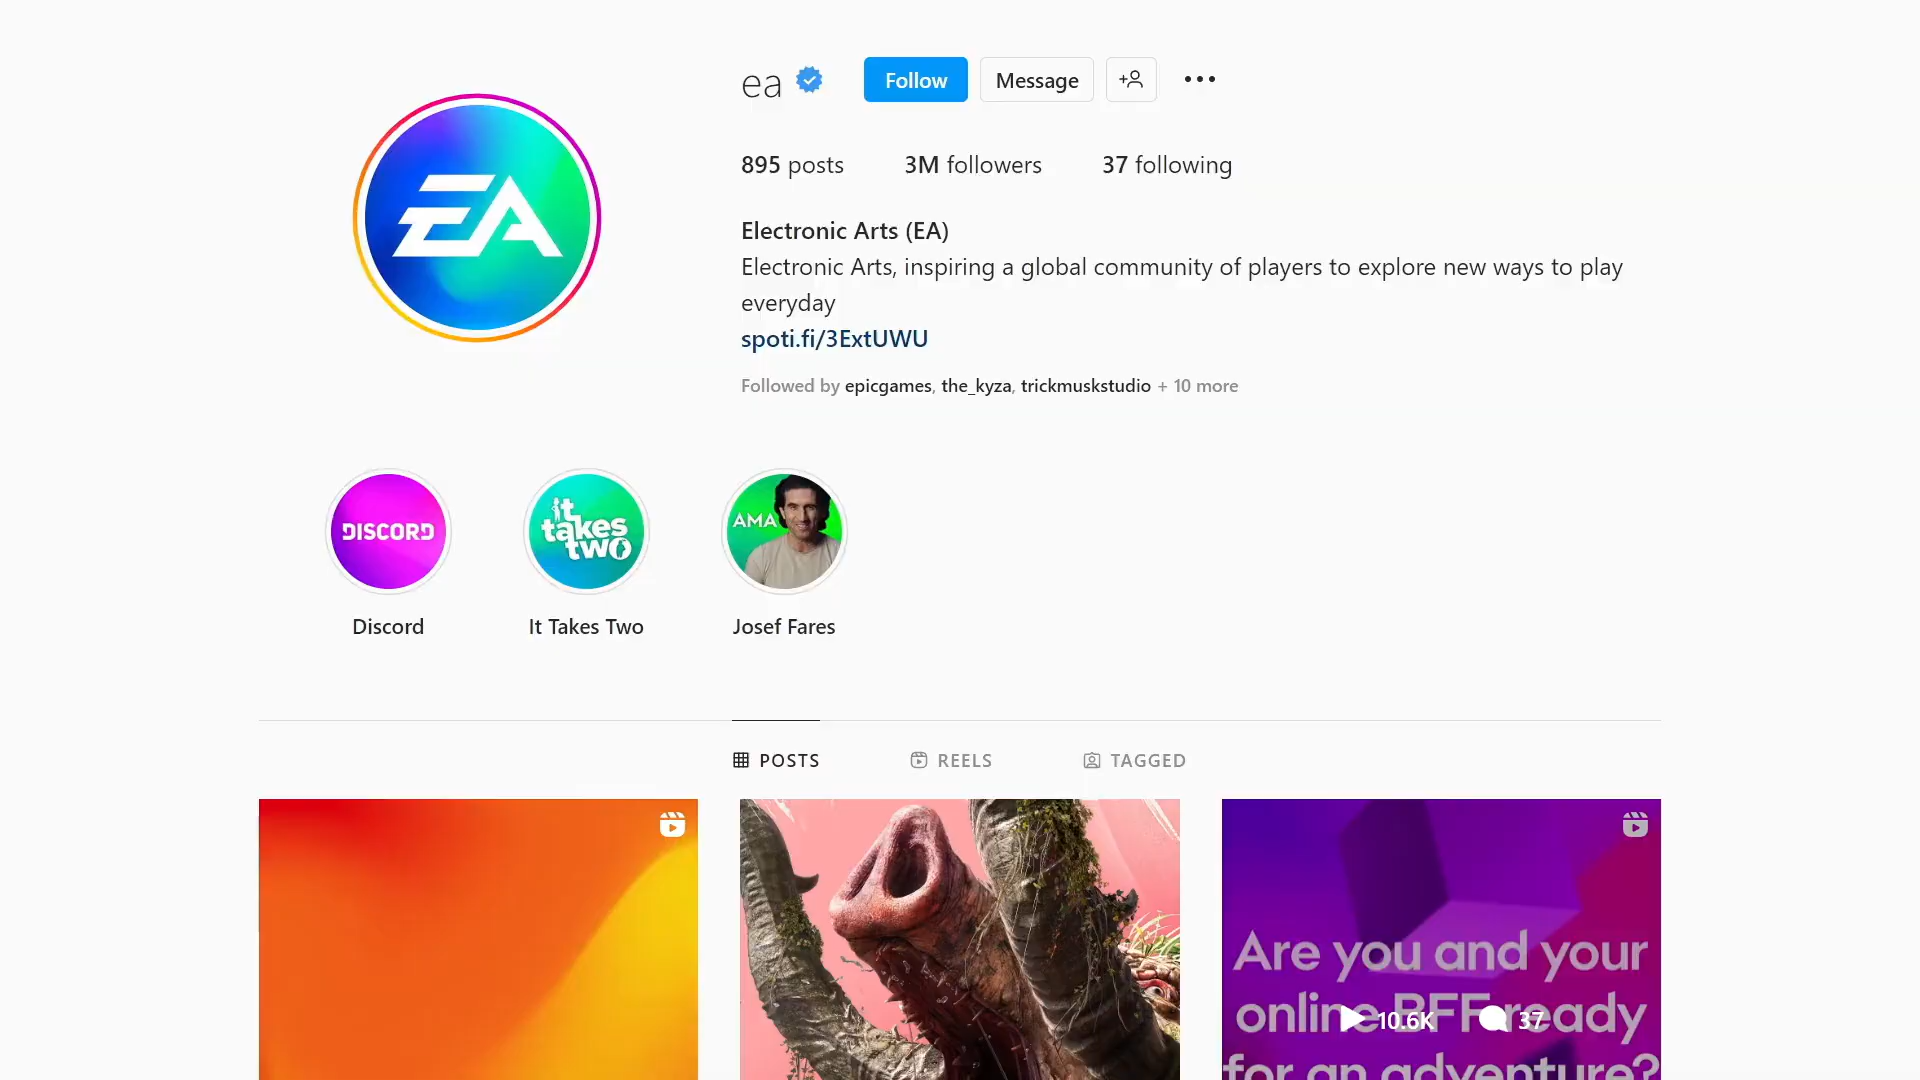 ea
Follow
Message
895 posts
3M followers
37 following
EA
Electronic Arts (EA)
Electronic Arts, inspiring a global community of players to explore new ways to play
everyday
spoti.fi/3ExtUWU
Followed by epicgames, the_kyza, trickmuskstudio + 10 more
DISCORD
it
takes
two
AMA
Discord
It Takes Two
Josef Fares
POSTS
REELS
TAGGED
Are you and your
online BFF ready
10.6K
37
for an adventure?